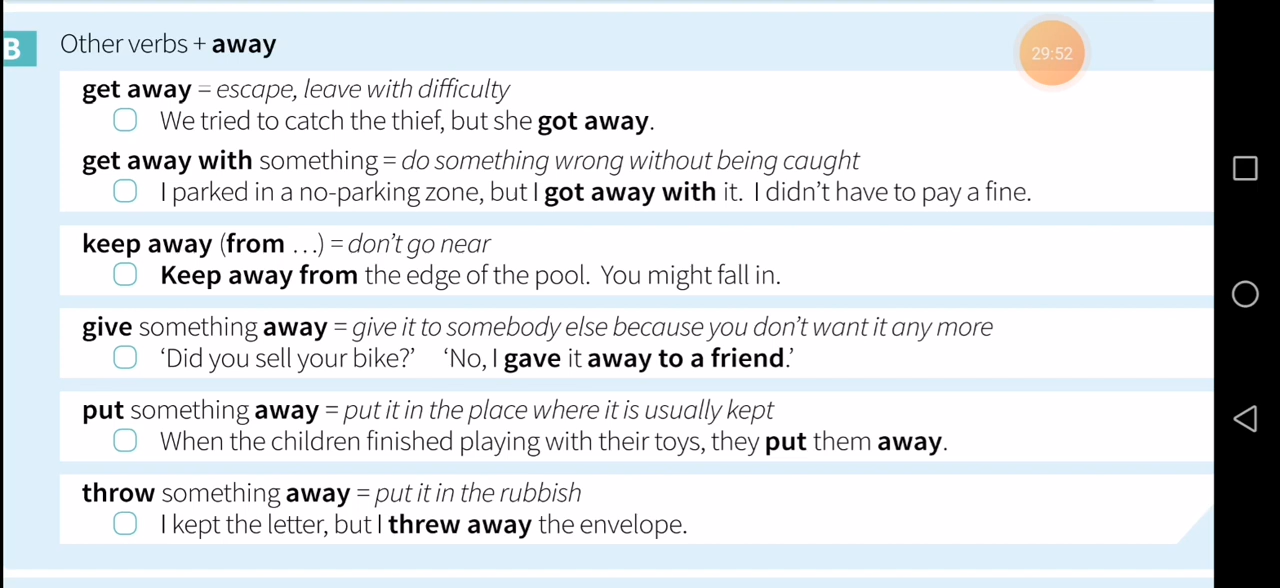 B Other verbs + away
29:52
get away = escape, leave with difficulty
We tried to catch the thief, but she got away.
get away with something = do something wrong without being caught
I parked in a no-parking zone, but I got away with it. I didn’t have to pay a fine.
keep away (from …) = don’t go near
Keep away from the edge of the pool. You might fall in.
give something away = give it to somebody else because you don’t want it any more
‘Did you sell your bike?’ ‘No, I gave it away to a friend.’
put something away = put it in the place where it is usually kept
When the children finished playing with their toys, they put them away.
throw something away = put it in the rubbish
I kept the letter, but I threw away the envelope.